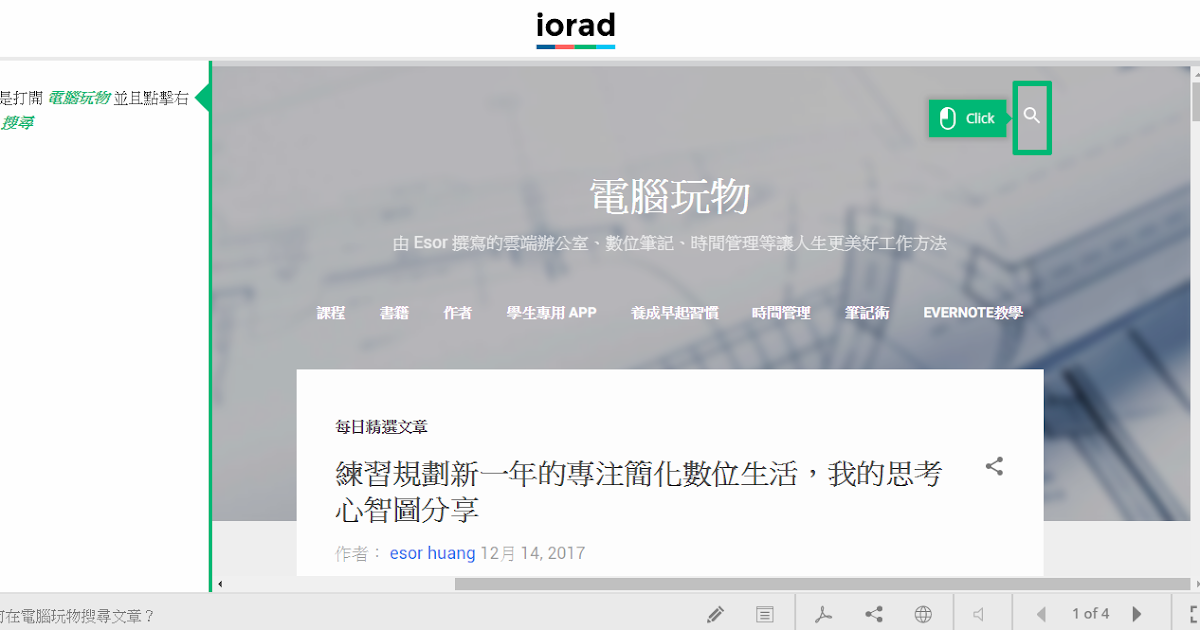 iorad
是打開 電腦玩物 並且點擊右
搜尋
Click
電腦玩物
由 Esor 撰寫的雲端辦公室、數位筆記、時間管理等讓人生更美好工作方法
課程 書籍 作者 學生專用 APP 養成早起習慣 時間管理 筆記術 EVERNOTE教學
每日精選文章
練習規劃新一年的專注簡化數位生活，我的思考
心智圖分享
作者： esor huang 12月 14, 2017
在電腦玩物搜尋文章？
1 of 4